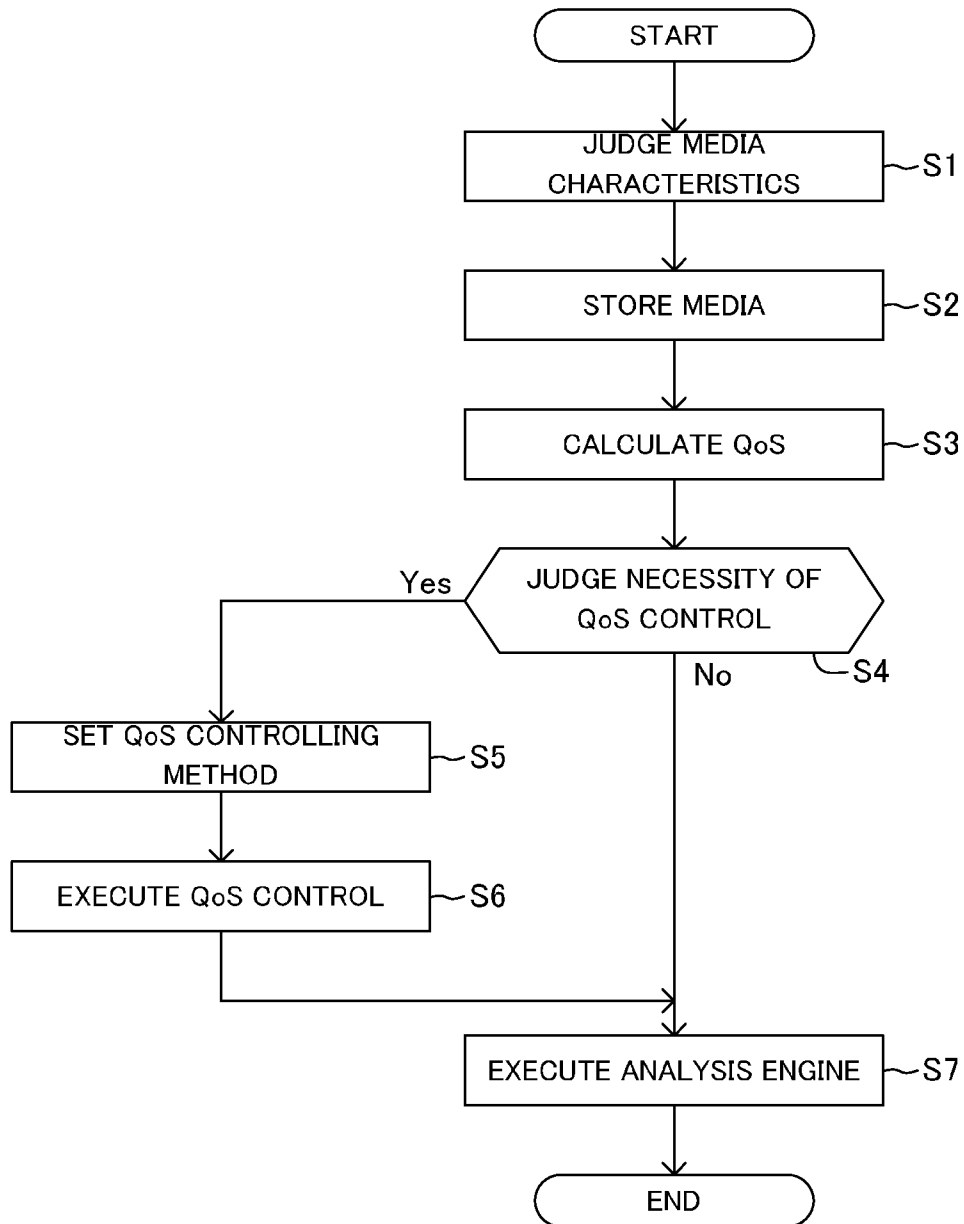 START
JUDGE MEDIA
CHARACTERISTICS
S1
STORE MEDIA
S2
CALCULATE QoS
S3
JUDGE NECESSITY OF
QoS CONTROL
S4
Yes
No
SET QoS CONTROLLING
METHOD
S5
EXECUTE QoS CONTROL
S6
EXECUTE ANALYSIS ENGINE
S7
END